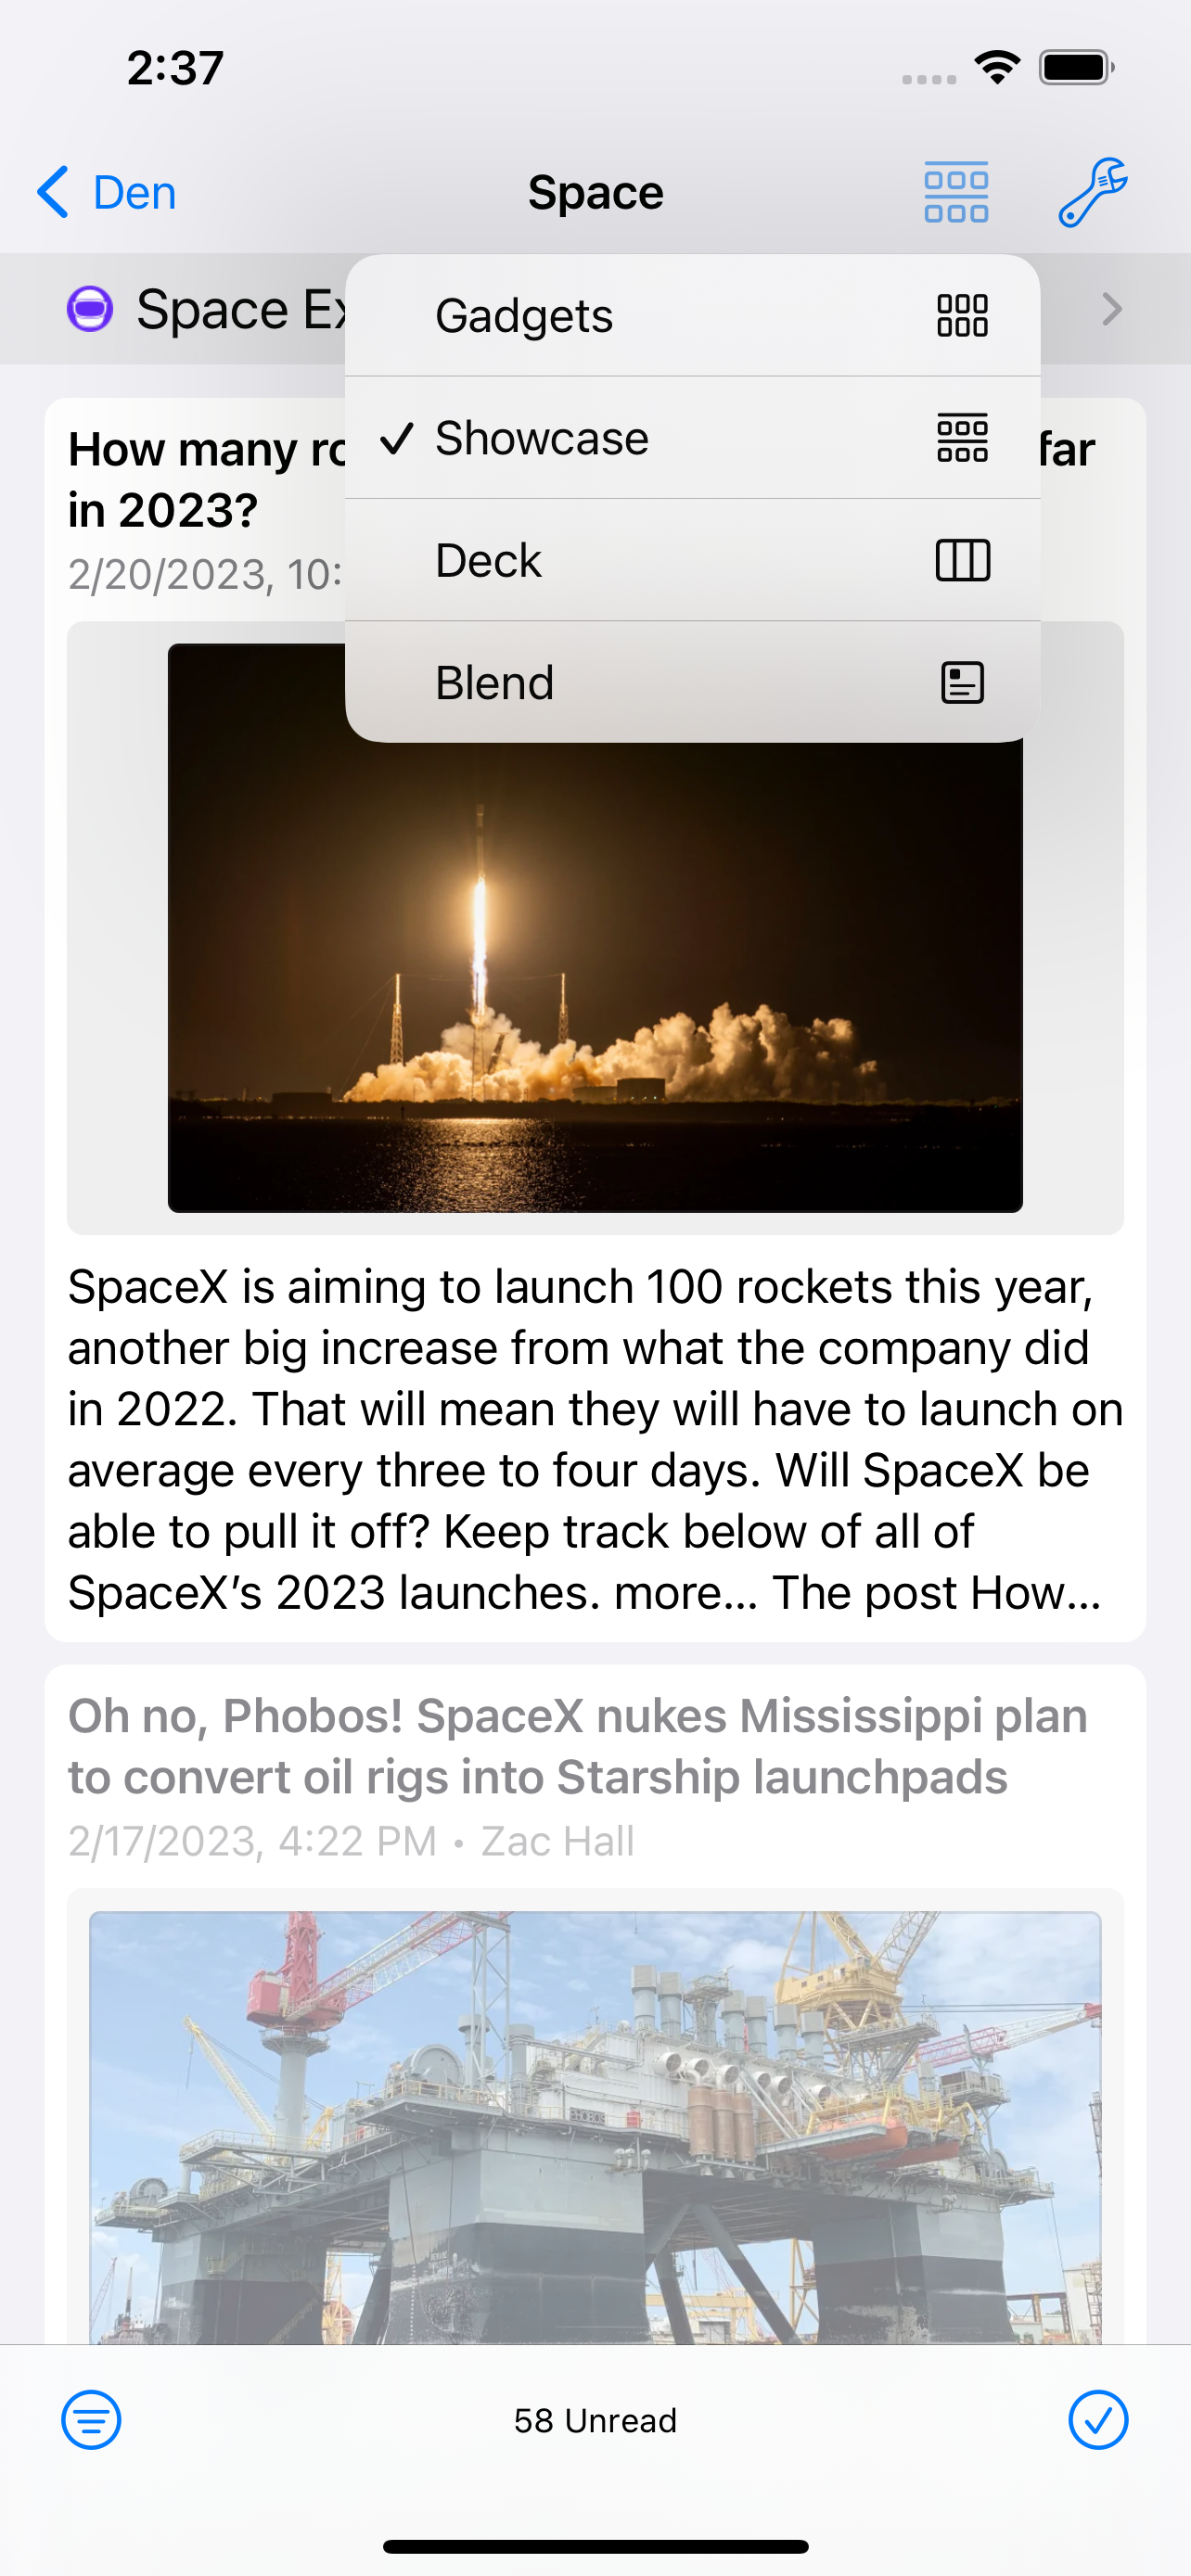 2:37
Den
Space
Space Ex
Gadgets
Showcase
Deck
Blend
How many ro
far
in 2023?
2/20/2023, 10:
SpaceX is aiming to launch 100 rockets this year,
another big increase from what the company did
in 2022. That will mean they will have to launch on
average every three to four days. Will SpaceX be
able to pull it off? Keep track below of all of
SpaceX’s 2023 launches. more... The post How...
Oh no, Phobos! SpaceX nukes Mississippi plan
to convert oil rigs into Starship launchpads
2/17/2023, 4:22 PM • Zac Hall
PHOBOS
58 Unread